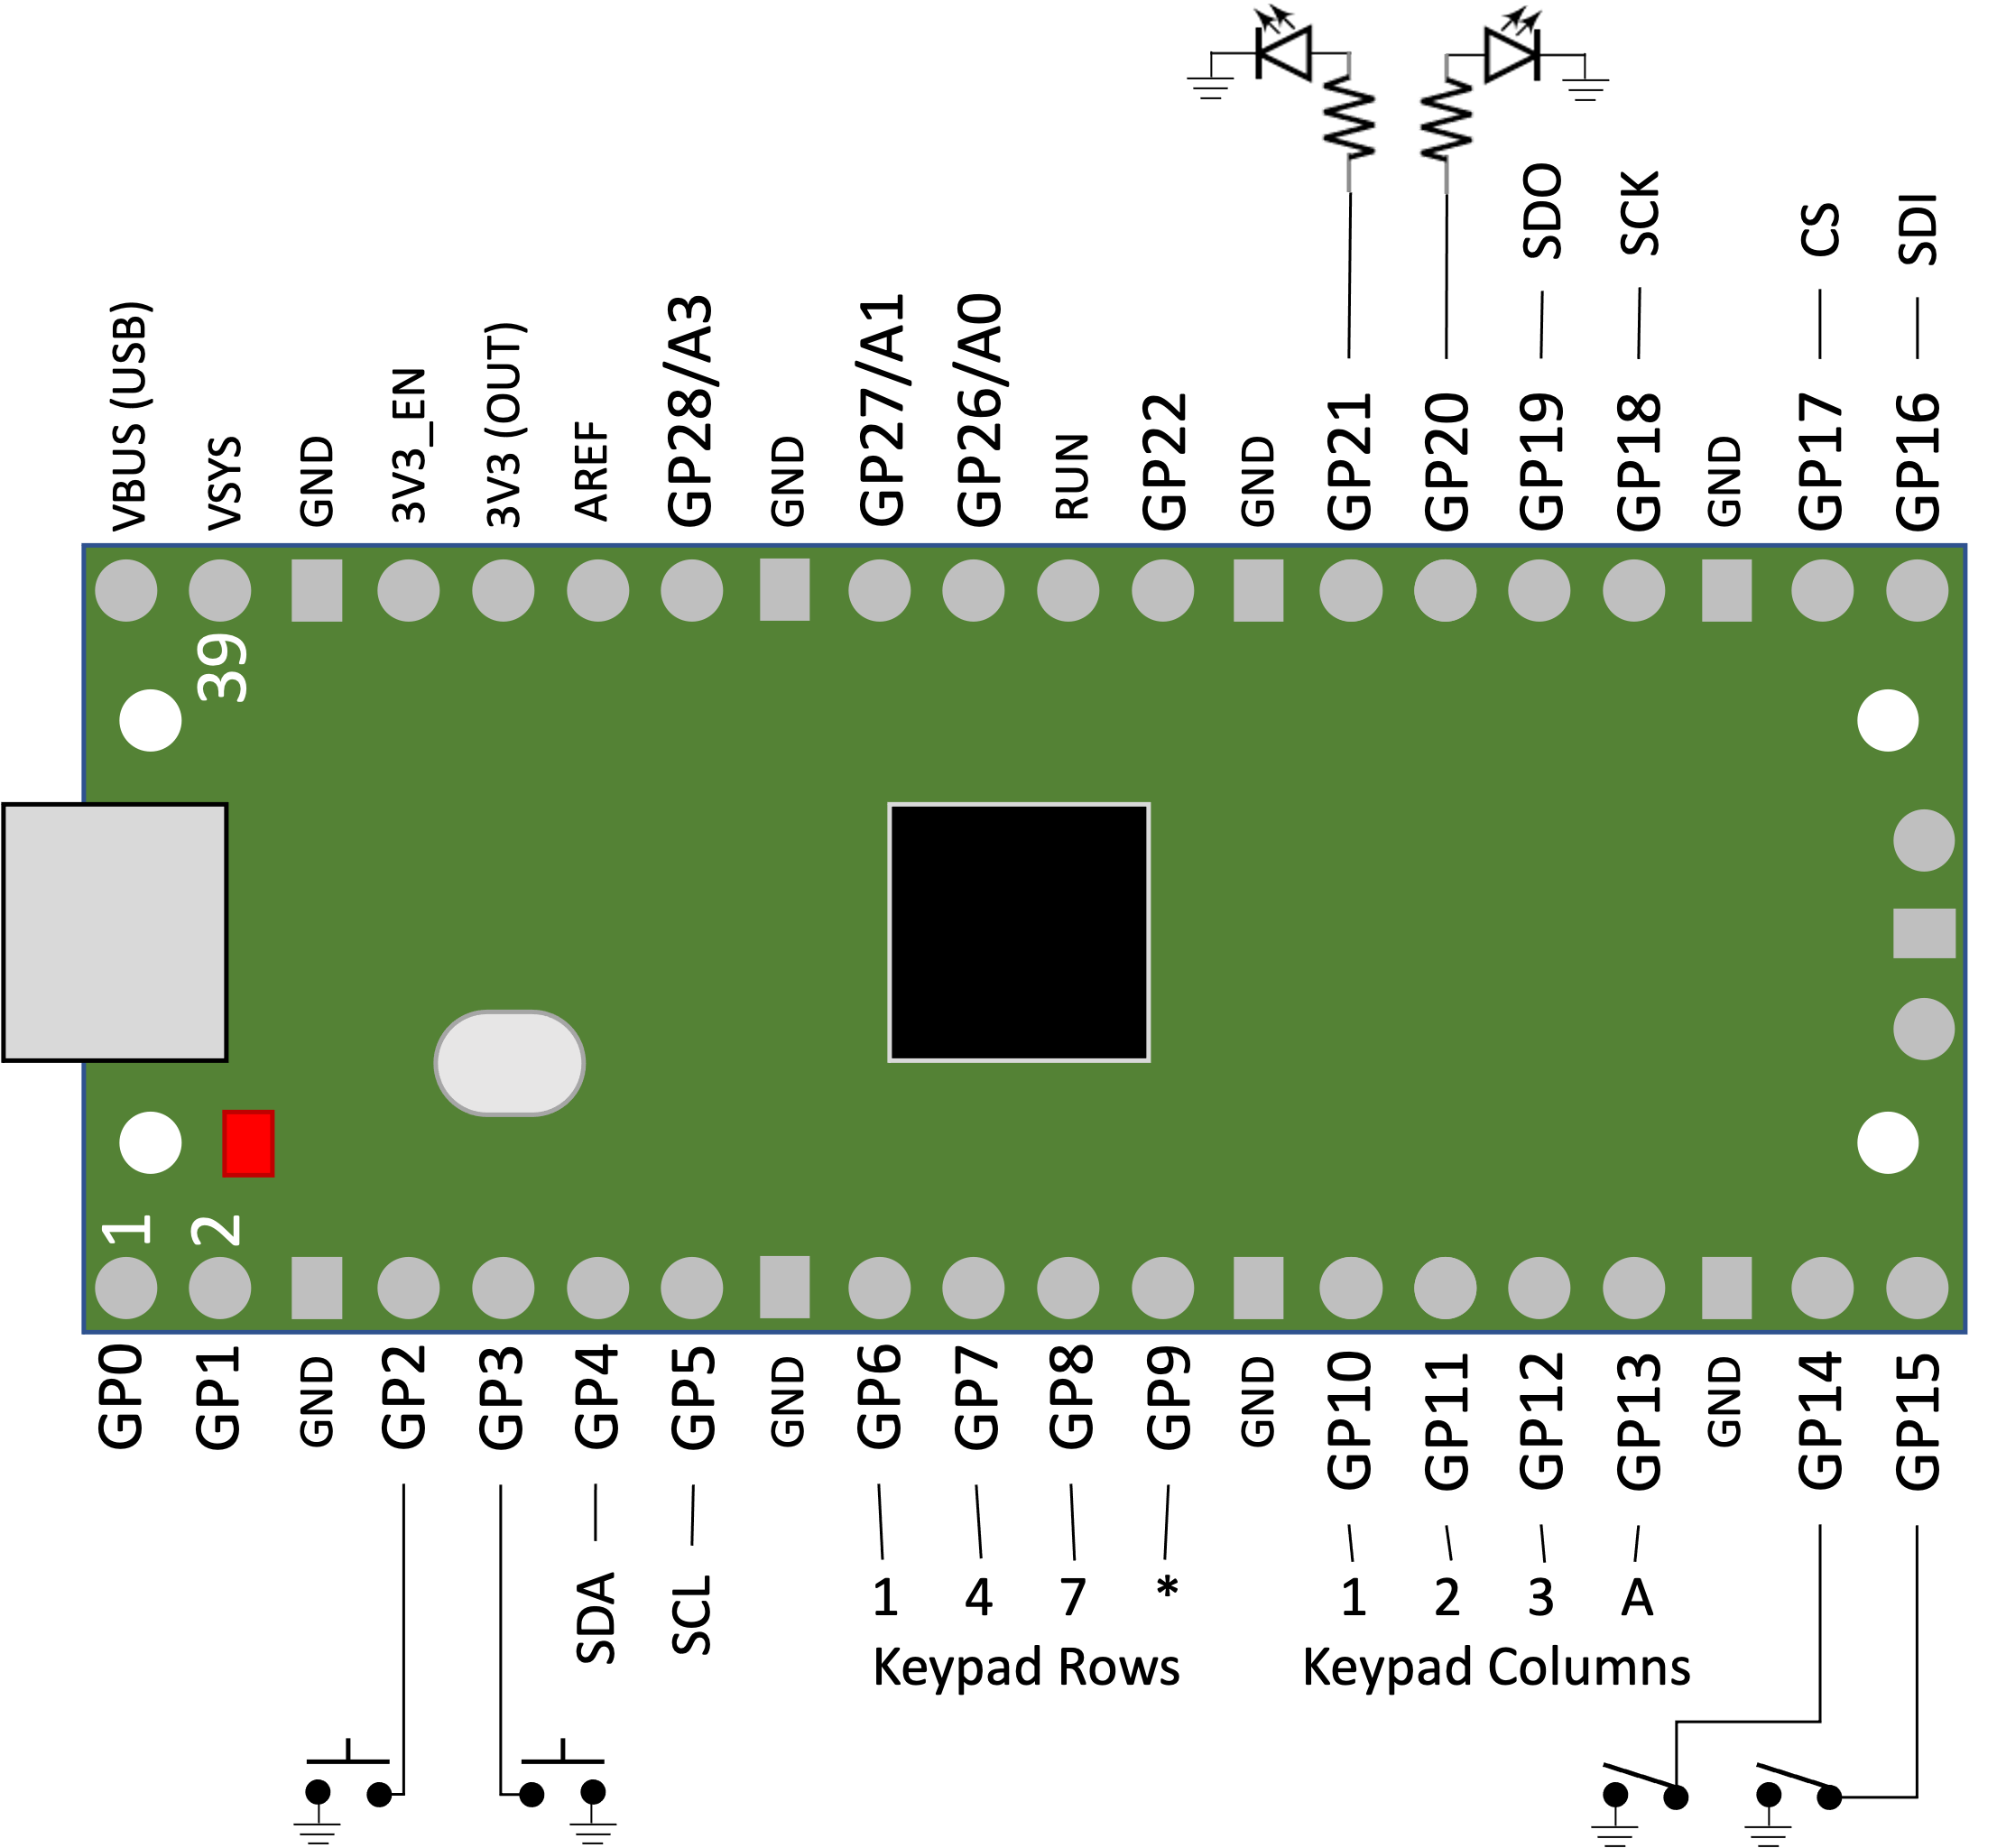 SDO
SCK
CS
SDI
VBUS (USB)
VSYS
GND
3V3_EN
3V3 (OUT)
AREF
GP28/A3
GND
GP27/A1
GP26/A0
RUN
GP22
GND
GP21
GP20
GP19
GP18
GND
GP17
GP16
39
1
2
GP0
GP1
GND
GP2
GP3
GP4
GP5
GND
GP6
GP7
GP8
GP9
GND
GP10
GP11
GP12
GP13
GND
GP14
GP15
SDA
SCL
1 4 7 *
1 2 3 A
Keypad Rows
Keypad Columns